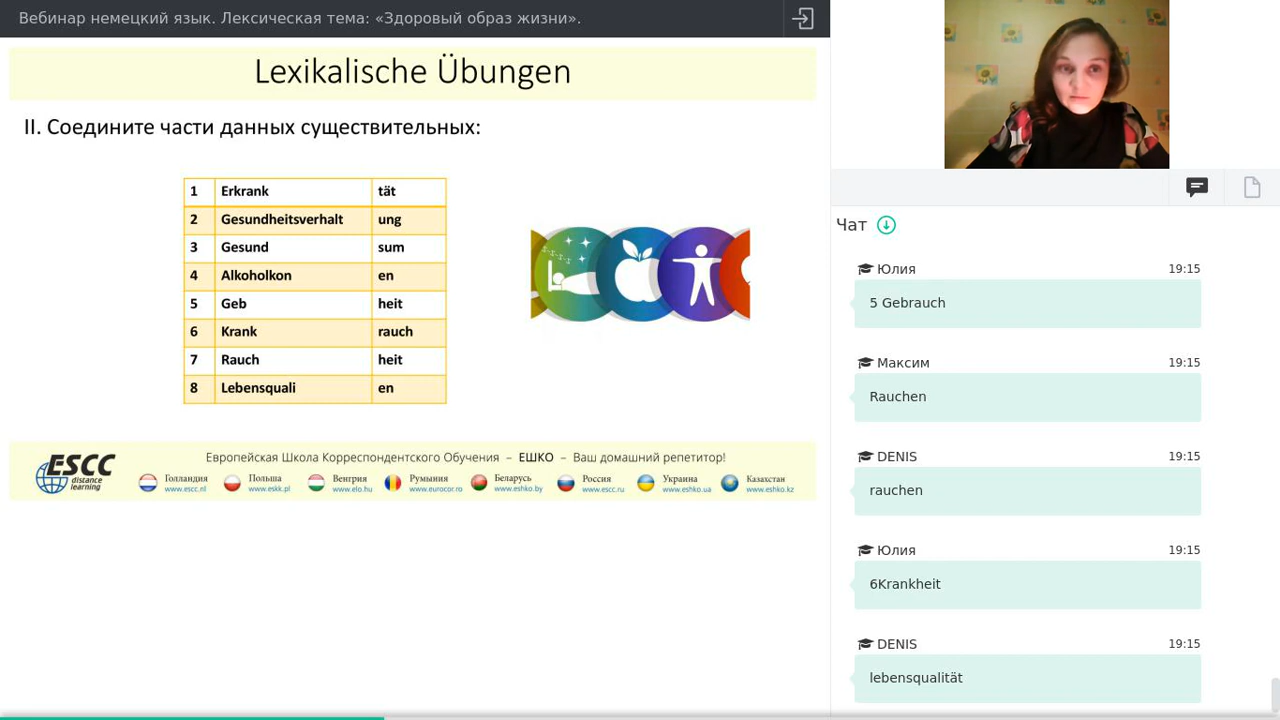 Вебинар немецкий язык. Лексическая тема: «Здоровый образ жизни».
Lexikalische Übungen
II. Соедините части данных существительных:
1 Erkrank tät
2 Gesundheitsverhalt ung
3 Gesund sum
4 Alkoholkon en
5 Geb heit
6 Krank rauch
7 Rauch heit
8 Lebensquali en
ESCC
distance
learning
Европейская Школа Корреспондентского Обучения – ЕШКО – Ваш домашний репетитор!
Голландия
www.escc.nl
Польша
www.eskk.pl
Венгрия
www.elo.hu
Румыния
www.eurocor.ro
Беларусь
www.eshko.by
Россия
www.escc.ru
Украина
www.eshko.ua
Казахстан
www.eshko.kz
Чат
Юлия 19:15
5 Gebrauch
Максим 19:15
Rauchen
DENIS 19:15
rauchen
Юлия 19:15
6Krankheit
DENIS 19:15
lebensqualität